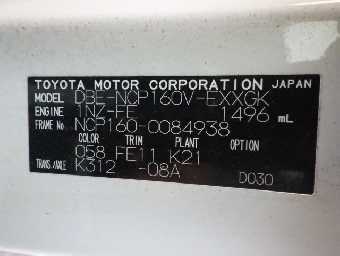 TOYOTA MOTOR CORPORATION JAPAN
MODEL DBE-NCP160V-EXXGK
ENGINE 1NZ-FE 1496 mL
FRAME No. NCP160-0084938
COLOR TRIM PLANT OPTION
058 FE11 K21
TRANS./AXLE K312 -08A D030